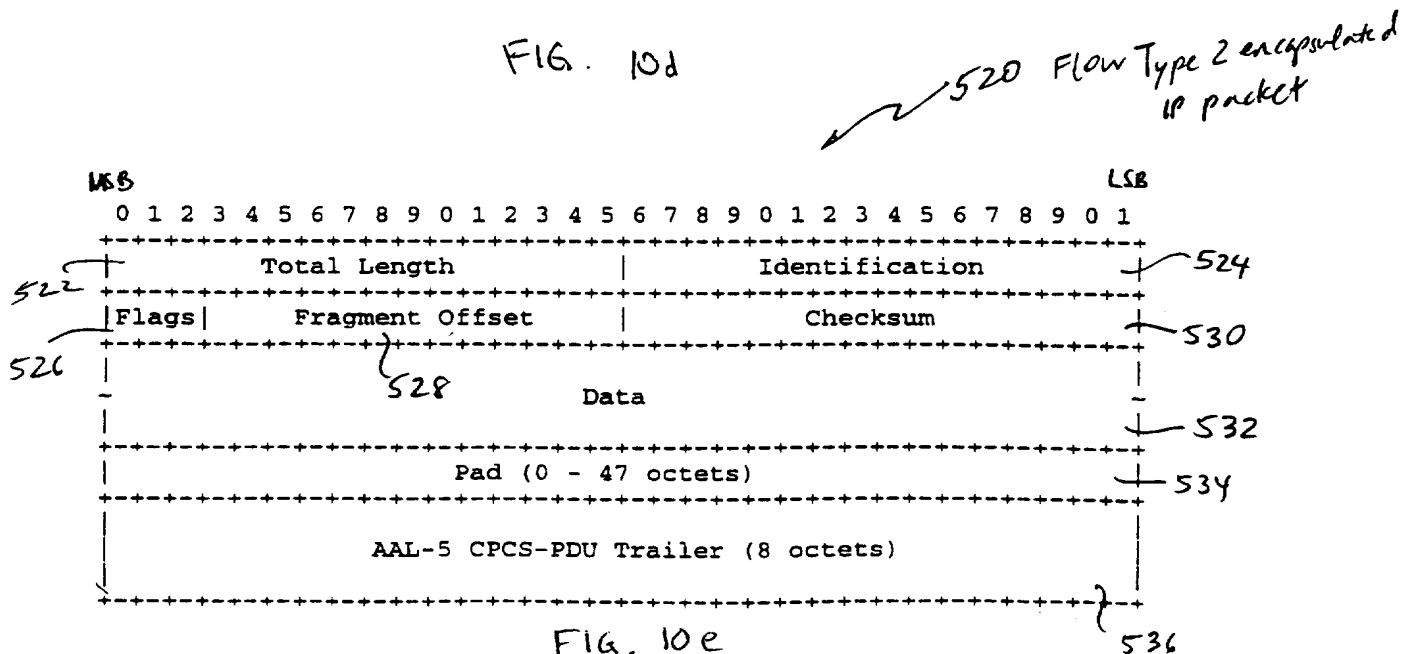 FIG. 10d
520 Flow Type 2 encapsulated
IP packet
MSB LSB
0 1 2 3 4 5 6 7 8 9 0 1 2 3 4 5 6 7 8 9 0 1 2 3 4 5 6 7 8 9 0 1
+-+-+-+-+-+-+-+-+-+-+-+-+-+-+-+-+-+-+-+-+-+-+-+-+-+-+-+-+-+-+-+-+
522 | Total Length | Identification | 524
+-+-+-+-+-+-+-+-+-+-+-+-+-+-+-+-+-+-+-+-+-+-+-+-+-+-+-+-+-+-+-+-+
526 |Flags| Fragment Offset | Checksum | 530
+-+-+-+-+-+-+-+-+-+-+-+-+-+-+-+-+-+-+-+-+-+-+-+-+-+-+-+-+-+-+-+-+
528
~ Data ~
532
+-+-+-+-+-+-+-+-+-+-+-+-+-+-+-+-+-+-+-+-+-+-+-+-+-+-+-+-+-+-+-+-+
Pad (0 - 47 octets) 534
+-+-+-+-+-+-+-+-+-+-+-+-+-+-+-+-+-+-+-+-+-+-+-+-+-+-+-+-+-+-+-+-+
| AAL-5 CPCS-PDU Trailer (8 octets) |
+-+-+-+-+-+-+-+-+-+-+-+-+-+-+-+-+-+-+-+-+-+-+-+-+-+-+-+-+-+-+-+-+
536
FIG. 10e